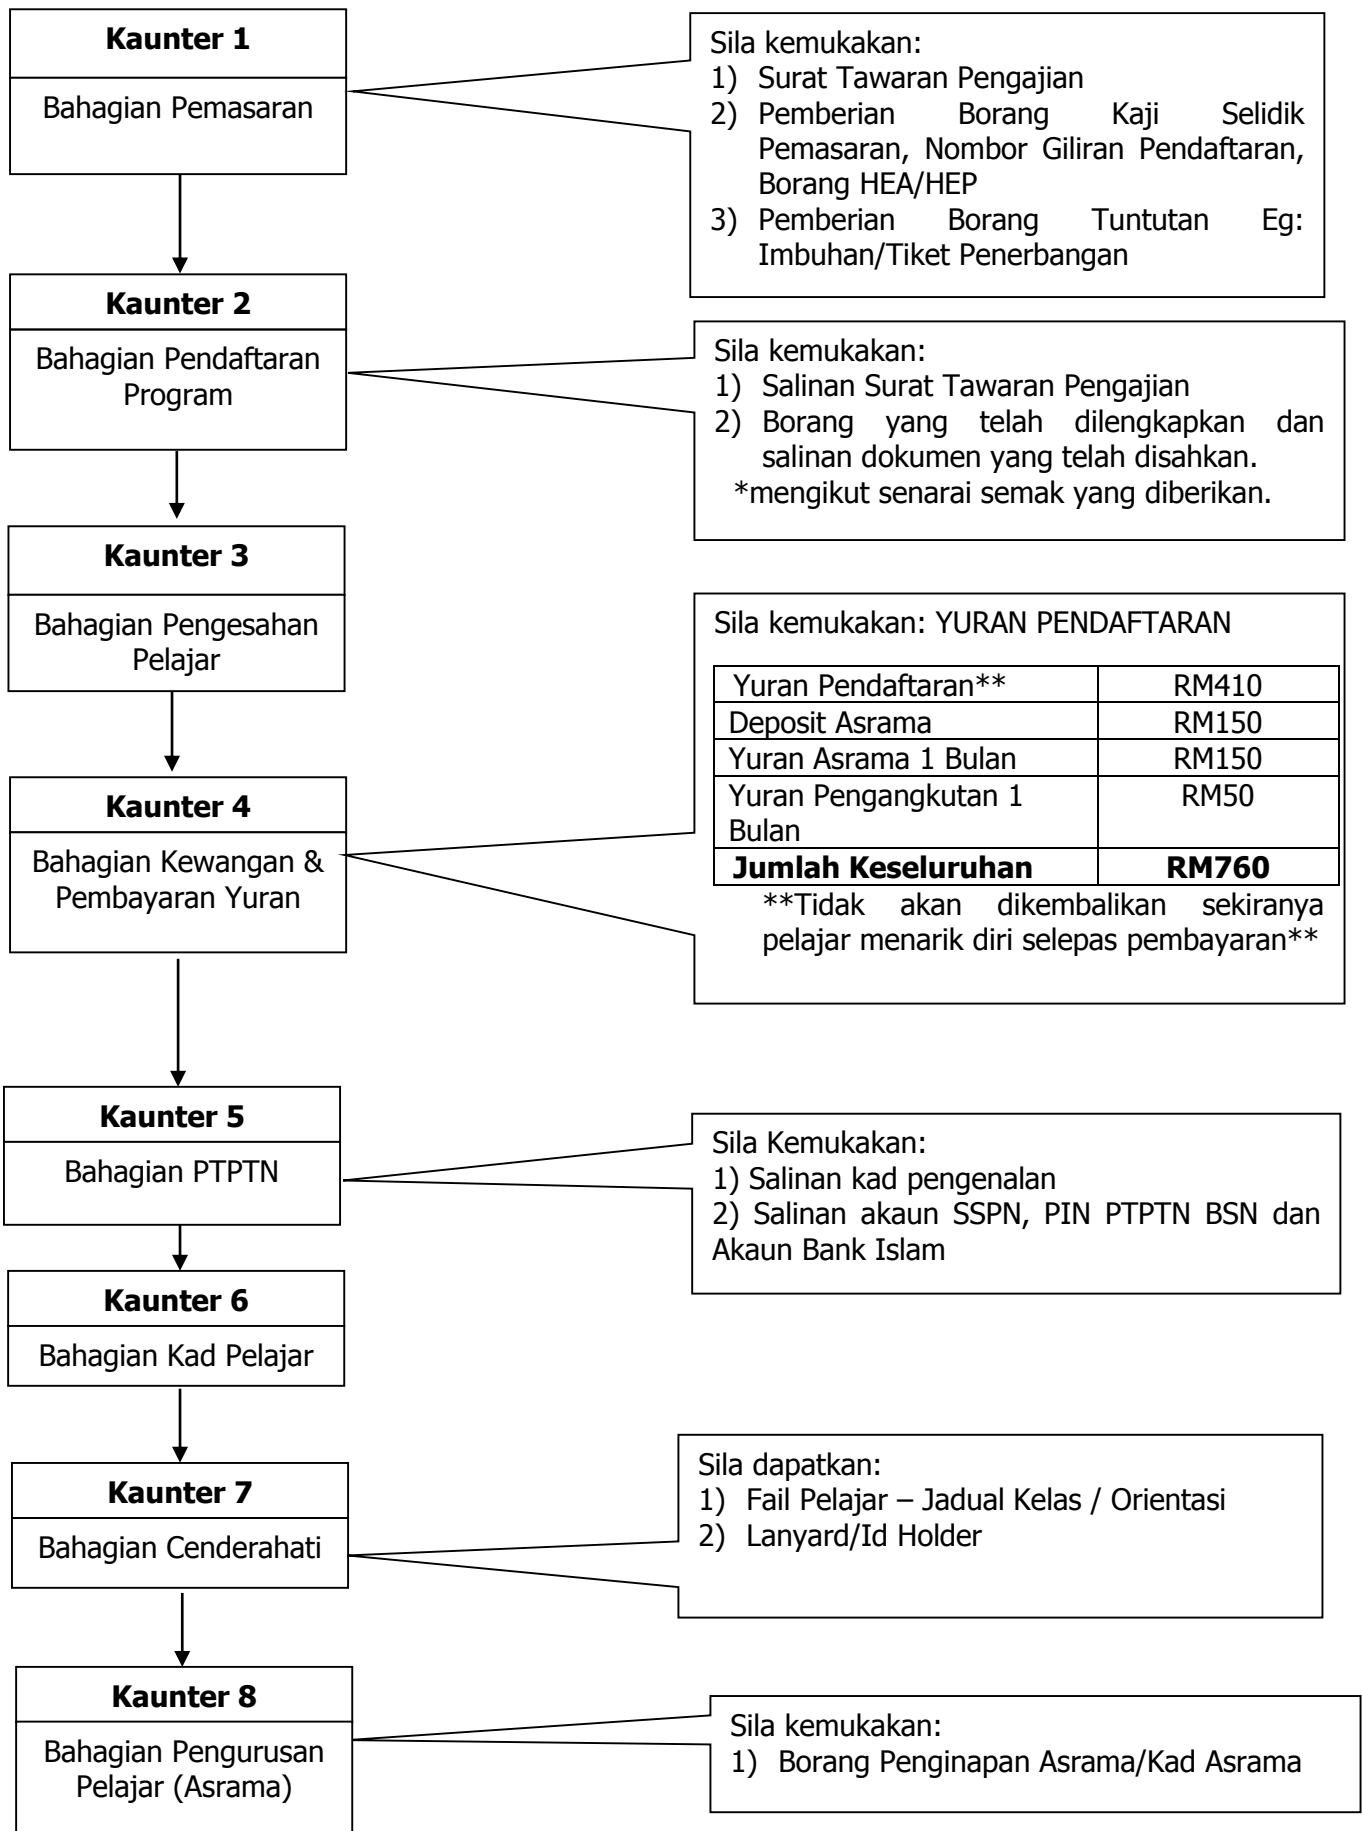 Kaunter 1
Bahagian Pemasaran
Sila kemukakan:
1) Surat Tawaran Pengajian
2) Pemberian Borang Kaji Selidik
Pemasaran, Nombor Giliran Pendaftaran,
Borang HEA/HEP
3) Pemberian Borang Tuntutan Eg:
Imbuhan/Tiket Penerbangan
Kaunter 2
Bahagian Pendaftaran
Program
Sila kemukakan:
1) Salinan Surat Tawaran Pengajian
2) Borang yang telah dilengkapkan dan
salinan dokumen yang telah disahkan.
*mengikut senarai semak yang diberikan.
Kaunter 3
Bahagian Pengesahan
Pelajar
Kaunter 4
Bahagian Kewangan &
Pembayaran Yuran
Sila kemukakan: YURAN PENDAFTARAN
Yuran Pendaftaran** RM410
Deposit Asrama RM150
Yuran Asrama 1 Bulan RM150
Yuran Pengangkutan 1 RM50
Bulan
Jumlah Keseluruhan RM760
**Tidak akan dikembalikan sekiranya
pelajar menarik diri selepas pembayaran**
Kaunter 5
Bahagian PTPTN
Sila Kemukakan:
1) Salinan kad pengenalan
2) Salinan akaun SSPN, PIN PTPTN BSN dan
Akaun Bank Islam
Kaunter 6
Bahagian Kad Pelajar
Kaunter 7
Bahagian Cenderahati
Sila dapatkan:
1) Fail Pelajar – Jadual Kelas / Orientasi
2) Lanyard/Id Holder
Kaunter 8
Bahagian Pengurusan
Pelajar (Asrama)
Sila kemukakan:
1) Borang Penginapan Asrama/Kad Asrama